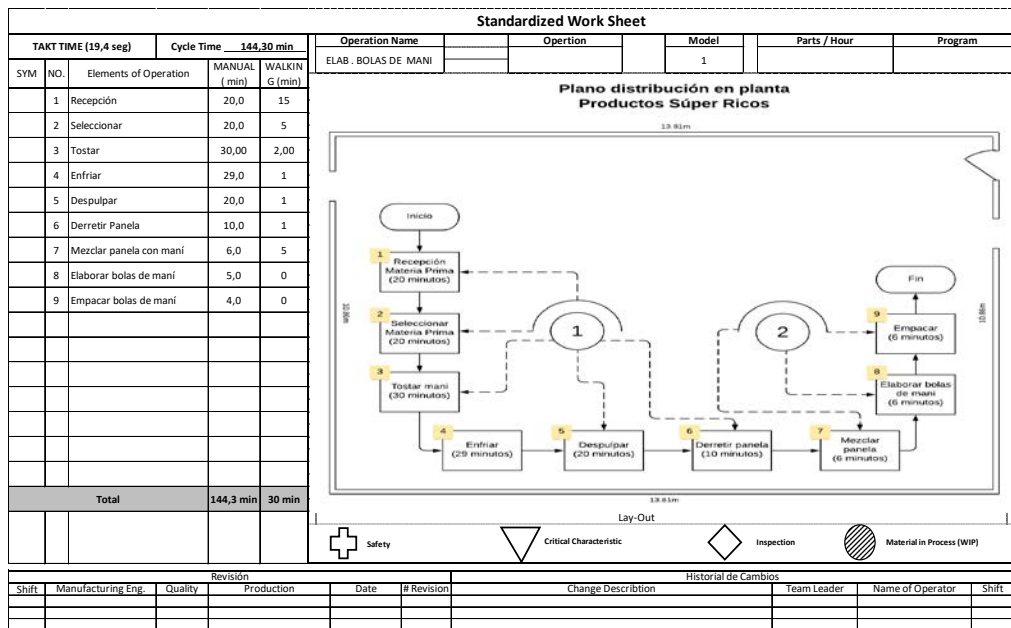 Standardized Work Sheet
TAKT TIME (19,4 seg) Cycle Time 144,30 min
Operation Name Opertion Model Parts / Hour Program
ELAB . BOLAS DE MANI 1
SYM NO. Elements of Operation MANUAL ( min) WALKIN G (min)
1 Recepción 20,0 15
2 Seleccionar 20,0 5
3 Tostar 30,00 2,00
4 Enfriar 29,0 1
5 Despulpar 20,0 1
6 Derretir Panela 10,0 1
7 Mezclar panela con maní 6,0 5
8 Elaborar bolas de maní 5,0 0
9 Empacar bolas de maní 4,0 0
Total 144,3 min 30 min
Plano distribución en planta
Productos Súper Ricos
13.81m
Inicio
1
Recepción
Materia Prima
(20 minutos)
2
Seleccionar
Materia Prima
(20 minutos)
3
Tostar mani
(30 minutos)
4
Enfriar
(29 minutos)
5
Despulpar
(20 minutos)
6
Derretir panela
(10 minutos)
7
Mezclar
panela
(6 minutos)
8
Elaborar bolas
de mani
(6 minutos)
9
Empacar
(6 minutos)
Fin
1
2
13.81m
Lay-Out
Safety
Critical Characteristic
Inspection
Material in Process (WIP)
Revisión Historial de Cambios
Shift Manufacturing Eng. Quality Production Date # Revision Change Describtion Team Leader Name of Operator Shift